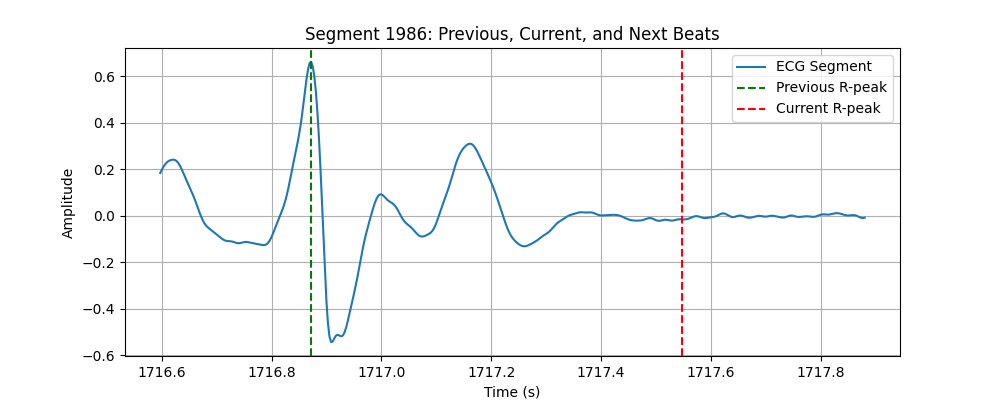 Segment 1986: Previous, Current, and Next Beats
ECG Segment
Previous R-peak
Current R-peak
Amplitude
0.6
0.4
0.2
0.0
−0.2
−0.4
−0.6
1716.6 1716.8 1717.0 1717.2 1717.4 1717.6 1717.8
Time (s)